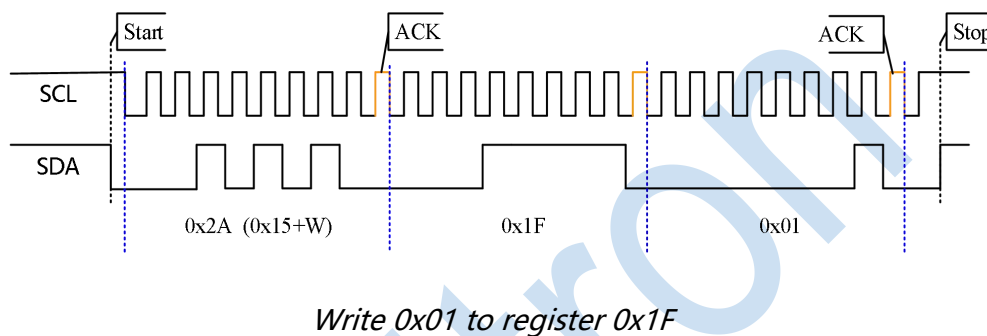 Start
ACK
ACK
Stop
SCL
SDA
0x2A (0x15+W)
0x1F
0x01
Write 0x01 to register 0x1F